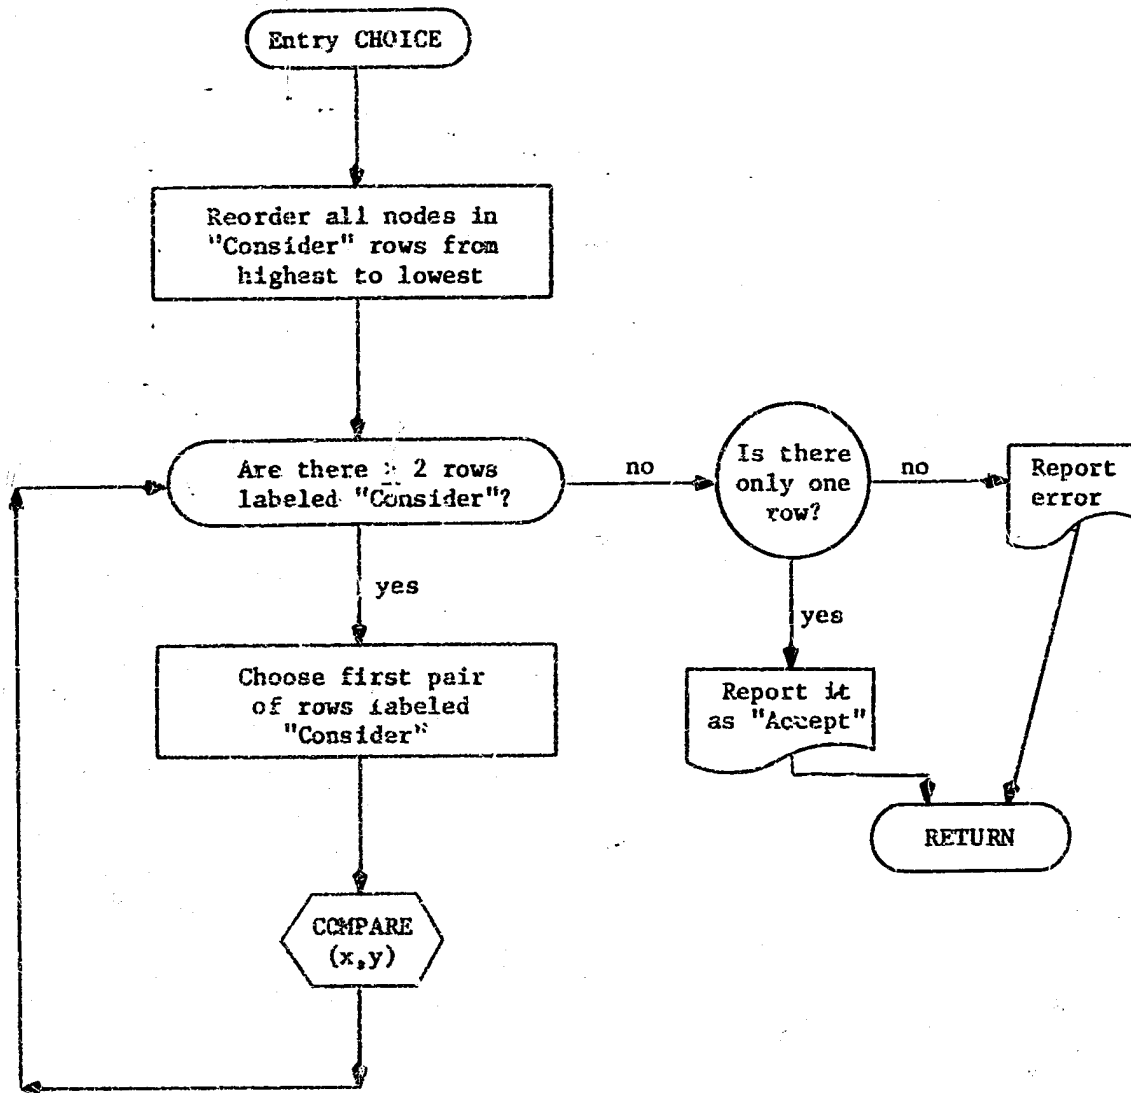 Entry CHOICE
Reorder all nodes in
"Consider" rows from
highest to lowest
Are there ≥ 2 rows
labeled "Consider"?
no
Is there
only one
row?
no
Report
error
yes
yes
Choose first pair
of rows labeled
"Consider"
Report it
as "Accept"
RETURN
COMPARE
(x,y)